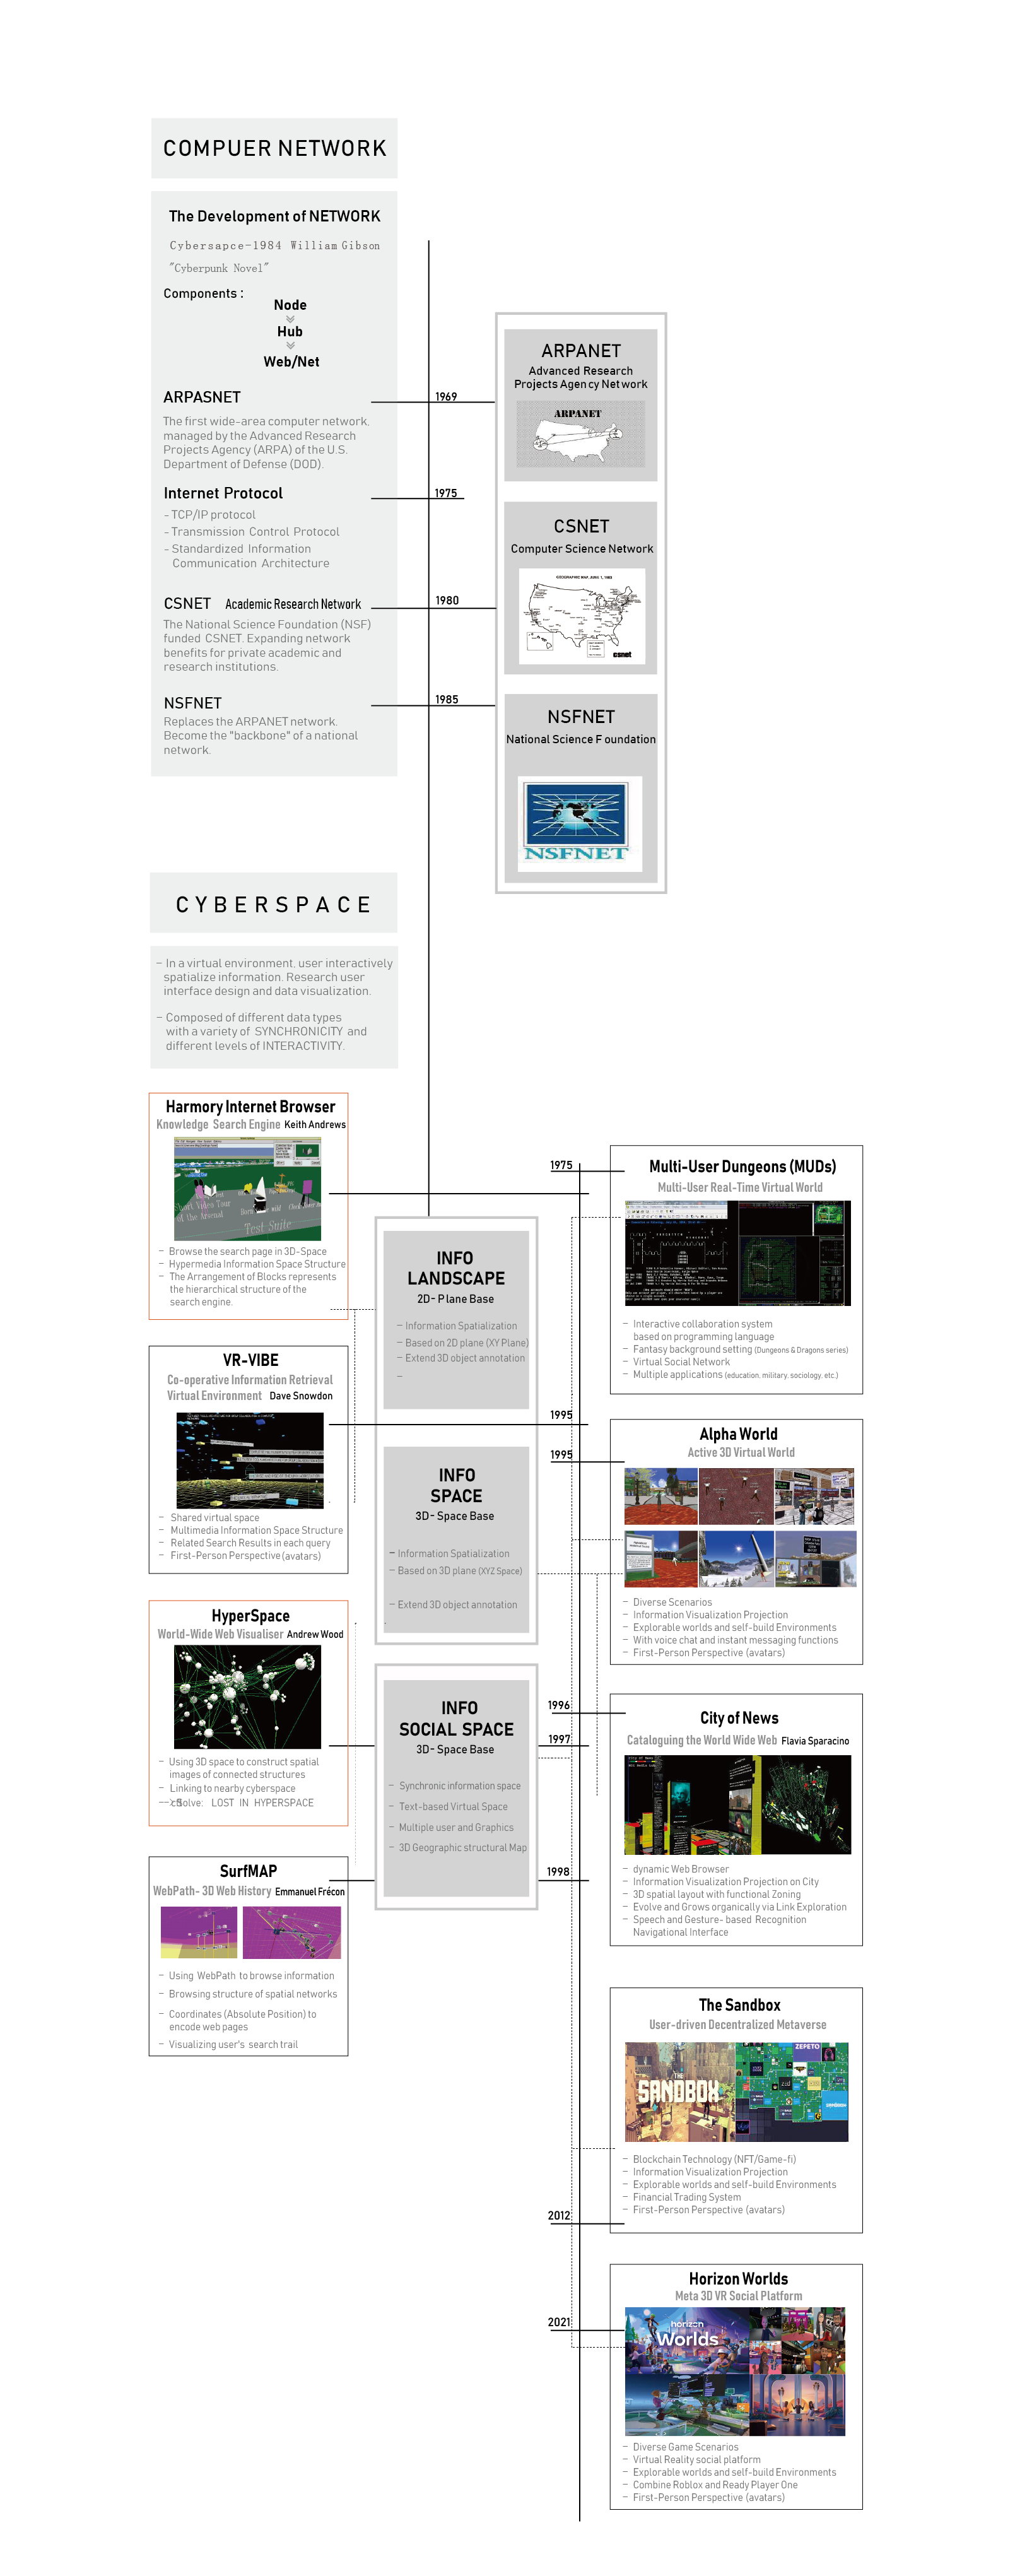 COMPUER NETWORK
The Development of NETWORK
Cybersapce-1984 William Gibson
"Cyberpunk Novel"
Components :
Node
Hub
Web/Net
ARPASNET
The first wide-area computer network,
managed by the Advanced Research
Projects Agency (ARPA) of the U.S.
Department of Defense (DOD).
1969
Internet Protocol
- TCP/IP protocol
- Transmission Control Protocol
- Standardized Information
Communication Architecture
1975
CSNET Academic Research Network
The National Science Foundation (NSF)
funded CSNET. Expanding network
benefits for private academic and
research institutions.
1980
NSFNET
Replaces the ARPANET network.
Become the "backbone" of a national
network.
1985
ARPANET
Advanced Research
Projects Agen cy Net work
ARPANET
CSNET
Computer Science Network
GEOGRAPHIC MAP, JUNE 1, 1983
csnet
NSFNET
National Science F oundation
NSFNET
CYBERSPACE
- In a virtual environment, user interactively
spatialize information. Research user
interface design and data visualization.
- Composed of different data types
with a variety of SYNCHRONICITY and
different levels of INTERACTIVITY.
Harmory Internet Browser
Knowledge Search Engine Keith Andrews
Test Suite
- Browse the search page in 3D-Space
- Hypermedia Information Space Structure
- The Arrangement of Blocks represents
the hierarchical structure of the
search engine.
VR-VIBE
Co-operative Information Retrieval
Virtual Environment Dave Snowdon
- Shared virtual space
- Multimedia Information Space Structure
- Related Search Results in each query
- First-Person Perspective (avatars)
HyperSpace
World-Wide Web Visualiser Andrew Wood
- Using 3D space to construct spatial
images of connected structures
- Linking to nearby cyberspace
Solve: LOST IN HYPERSPACE
SurfMAP
WebPath- 3D Web History Emmanuel Frécon
- Using WebPath to browse information
- Browsing structure of spatial networks
- Coordinates (Absolute Position) to
encode web pages
- Visualizing user's search trail
INFO
LANDSCAPE
2D- P lane Base
- Information Spatialization
- Based on 2D plane (XY Plane)
- Extend 3D object annotation
-
INFO
SPACE
3D- Space Base
- Information Spatialization
- Based on 3D plane (XYZ Space)
- Extend 3D object annotation
INFO
SOCIAL SPACE
3D- Space Base
- Synchronic information space
- Text-based Virtual Space
- Multiple user and Graphics
- 3D Geographic structural Map
1975
1995
1995
1996
1997
1998
2012
2021
Multi-User Dungeons (MUDs)
Multi-User Real-Time Virtual World
- Interactive collaboration system
based on programming language
- Fantasy background setting (Dungeons & Dragons series)
- Virtual Social Network
- Multiple applications (education, military, sociology, etc.)
Alpha World
Active 3D Virtual World
- Diverse Scenarios
- Information Visualization Projection
- Explorable worlds and self-build Environments
- With voice chat and instant messaging functions
- First-Person Perspective (avatars)
City of News
Cataloguing the World Wide Web Flavia Sparacino
- dynamic Web Browser
- Information Visualization Projection on City
- 3D spatial layout with functional Zoning
- Evolve and Grows organically via Link Exploration
- Speech and Gesture- based Recognition
Navigational Interface
The Sandbox
User-driven Decentralized Metaverse
THE
SANDBOX
ZEPETO
- Blockchain Technology (NFT/Game-fi)
- Information Visualization Projection
- Explorable worlds and self-build Environments
- Financial Trading System
- First-Person Perspective (avatars)
Horizon Worlds
Meta 3D VR Social Platform
horizon
Worlds
- Diverse Game Scenarios
- Virtual Reality social platform
- Explorable worlds and self-build Environments
- Combine Roblox and Ready Player One
- First-Person Perspective (avatars)